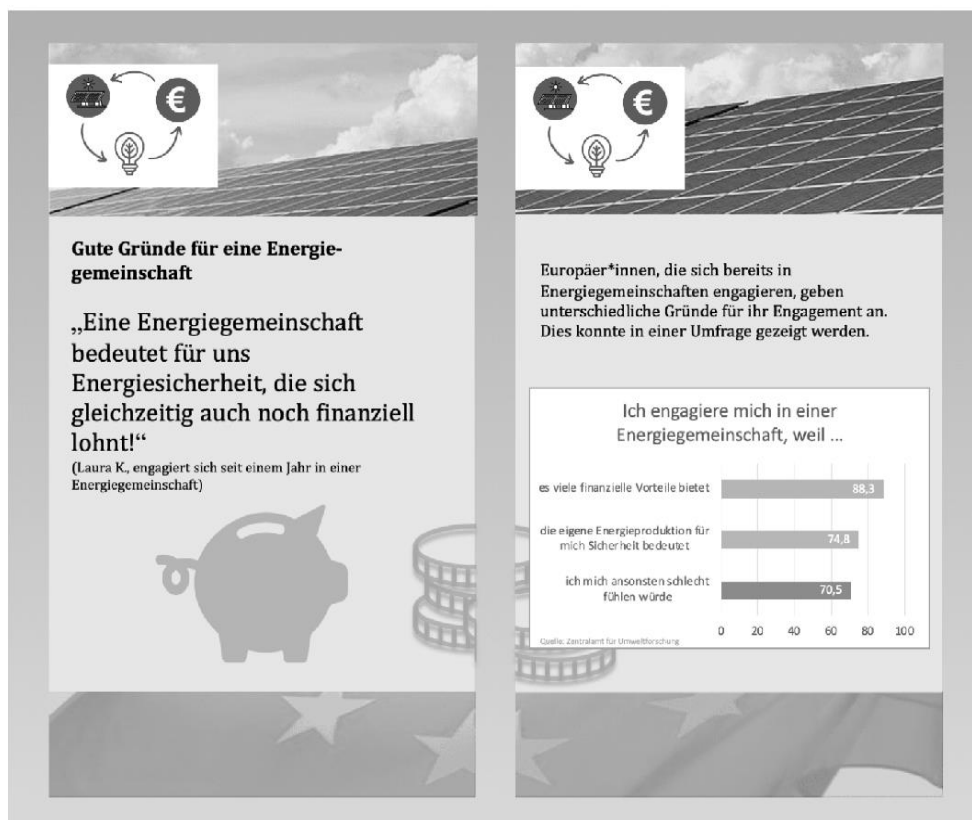 €
Gute Gründe für eine Energie-
gemeinschaft
„Eine Energiegemeinschaft
bedeutet für uns
Energiesicherheit, die sich
gleichzeitig auch noch finanziell
lohnt!“
(Laura K., engagiert sich seit einem Jahr in einer
Energiegemeinschaft)
€
Europäer*innen, die sich bereits in
Energiegemeinschaften engagieren, geben
unterschiedliche Gründe für ihr Engagement an.
Dies konnte in einer Umfrage gezeigt werden.
Ich engagiere mich in einer
Energiegemeinschaft, weil ...
es viele finanzielle Vorteile bietet
88,3
die eigene Energieproduktion für
mich Sicherheit bedeutet
74,8
ich mich ansonsten schlecht
fühlen würde
70,5
0 20 40 60 80 100
Quelle: Zentralamt für Umweltforschung